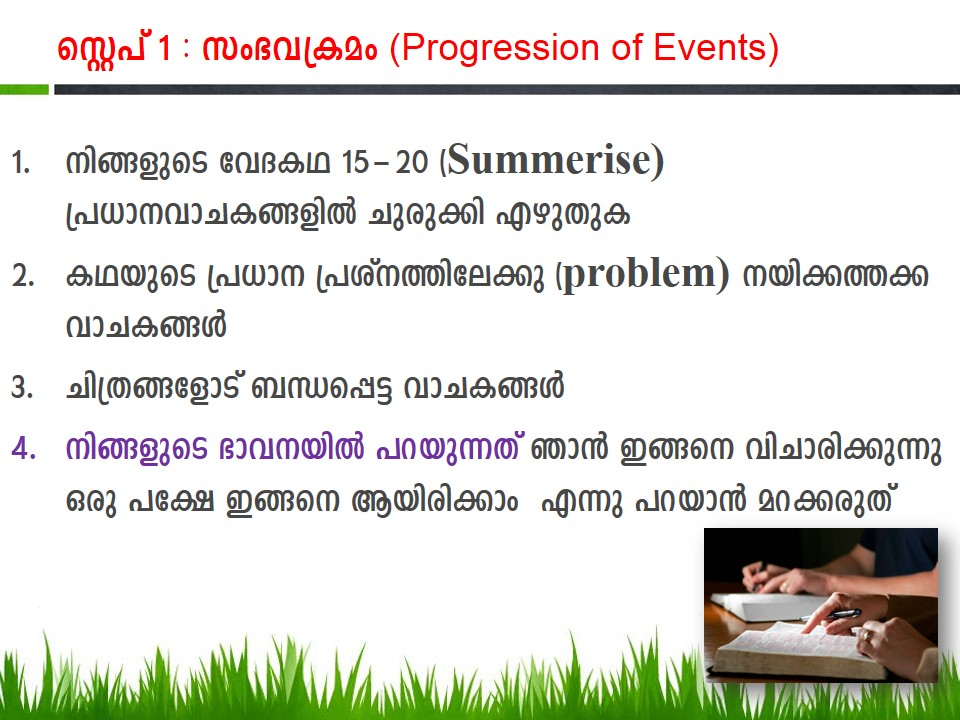 സ്റ്റെപ് 1 : സംഭവക്രമം (Progression of Events)
1. നിങ്ങളുടെ വേദകഥ 15 – 20 (Summerise)
പ്രധാനവാചകങ്ങളിൽ ചുരുക്കി എഴുതുക
2. കഥയുടെ പ്രധാന പ്രശ്നത്തിലേക്കു (problem) നയിക്കത്തക്ക
വാചകങ്ങൾ
3. ചിത്രങ്ങളോട് ബന്ധപ്പെട്ട വാചകങ്ങൾ
4. നിങ്ങളുടെ ഭാവനയിൽ പറയുന്നത് ഞാൻ ഇങ്ങനെ വിചാരിക്കുന്നു
ഒരു പക്ഷേ ഇങ്ങനെ ആയിരിക്കാം എന്നു പറയാൻ മറക്കരുത്